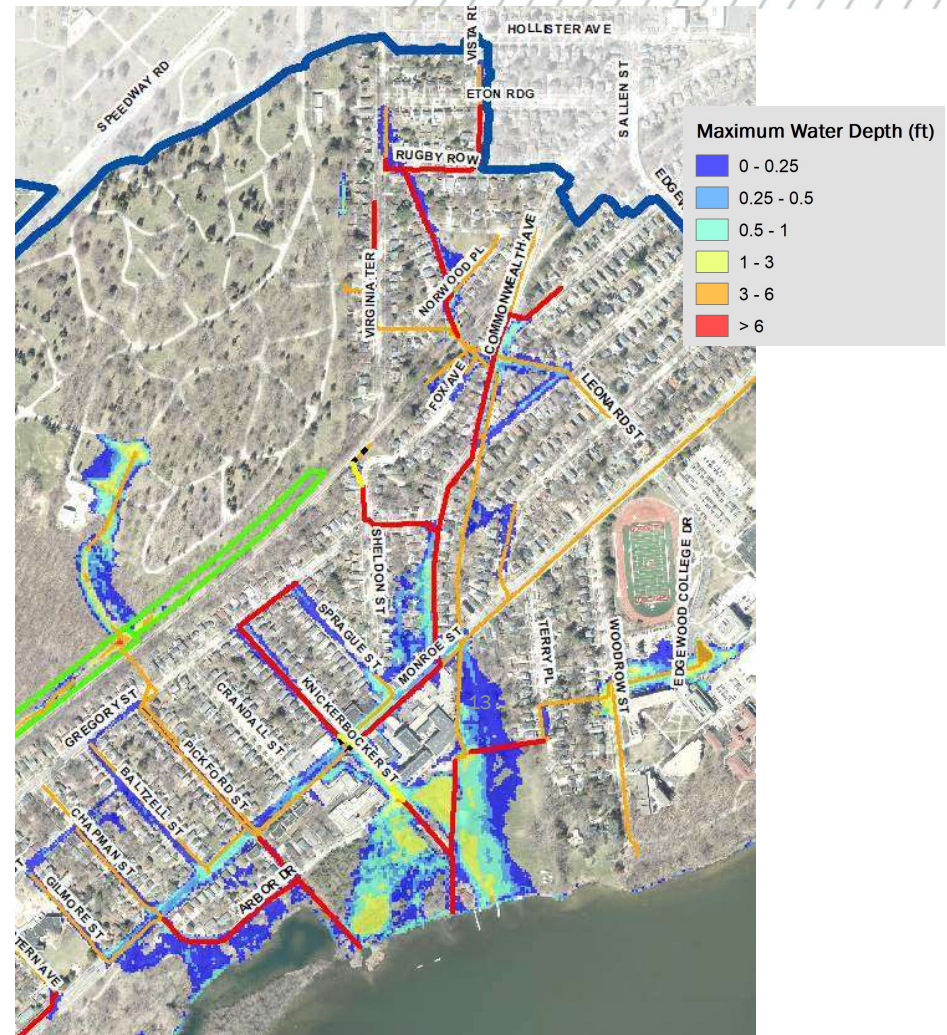 VISTA RD
HOLLISTER AVE
SPEEDWAY RD
ETON RDG
S ALLEN ST
Maximum Water Depth (ft)
0 - 0.25
0.25 - 0.5
0.5 - 1
1 - 3
3 - 6
> 6
RUGBY ROW
VIRGINIA TER
NORWOOD PL
COMMONWEALTH AVE
FOX AVE
LEONARD ST
SHELDON ST
SPRAGUE ST
MONROE ST
TERRY PL
WOODROW ST
EDGEWOOD COLLEGE DR
13
KNICKERBOCKER ST
CRANDALL ST
GREGORY ST
PICKFORD ST
BALTZELL ST
CHAPMAN ST
GILMORE ST
ARBOR DR